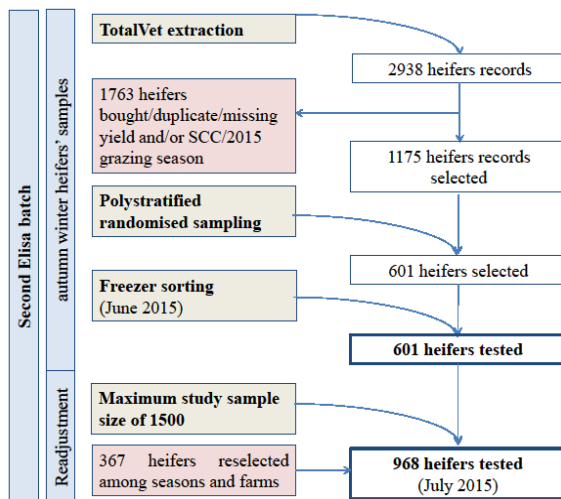 TotalVet extraction
2938 heifers records
1763 heifers
bought/duplicate/missing
yield and/or SCC/2015
grazing season
1175 heifers records
selected
Polystratified
randomised sampling
601 heifers selected
Freezer sorting
(June 2015)
601 heifers tested
Maximum study sample
size of 1500
367 heifers reselected
among seasons and farms
968 heifers tested
(July 2015)
Second Elisa batch
autumn winter heifers' samples
Readjustment